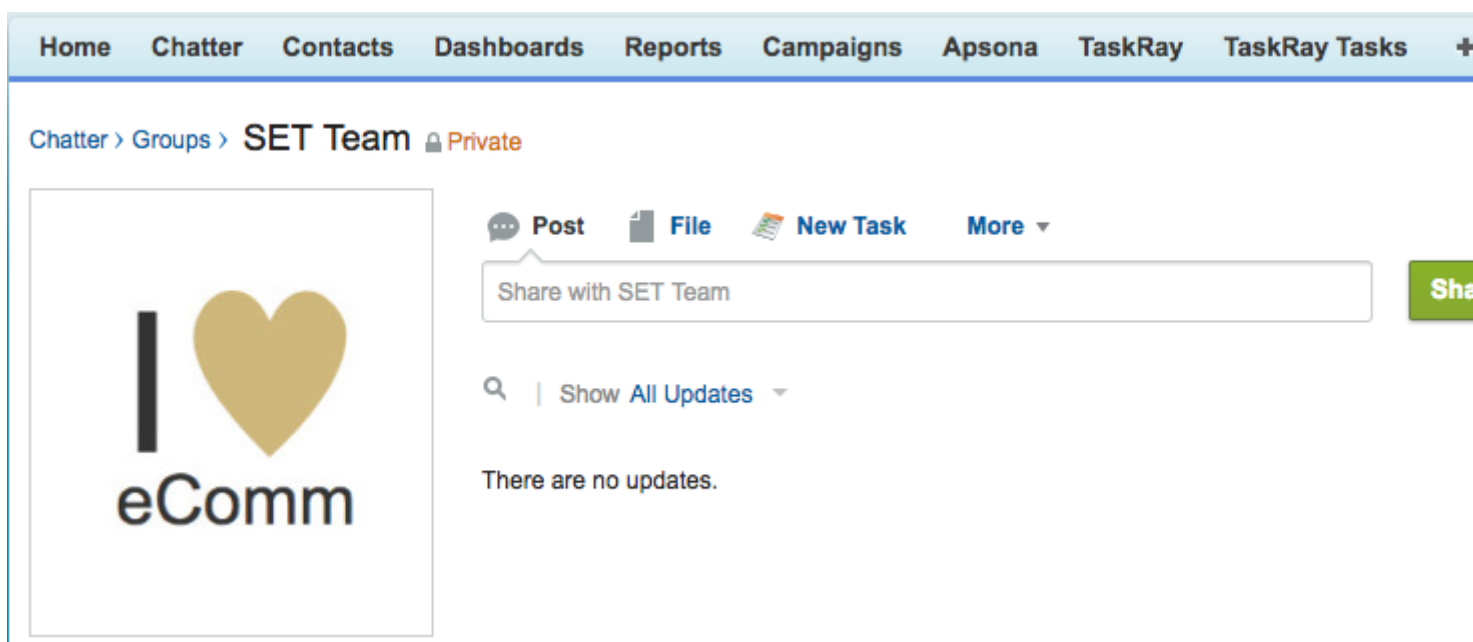 Home Chatter Contacts Dashboards Reports Campaigns Apsona TaskRay TaskRay Tasks +
Chatter › Groups › SET Team Private
Post File New Task More
Share with SET Team
Sha
Show All Updates
There are no updates.
I
eComm